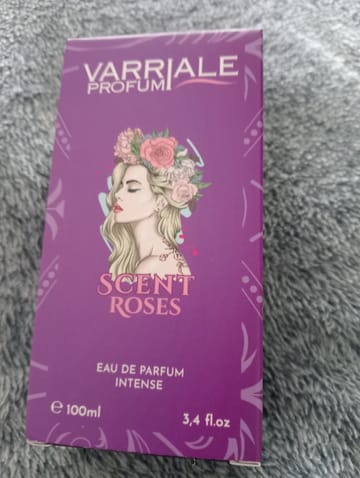 VARRIALE
PROFUMI
SCENT
ROSES
EAU DE PARFUM
INTENSE
℮ 100ml
3,4 fl.oz